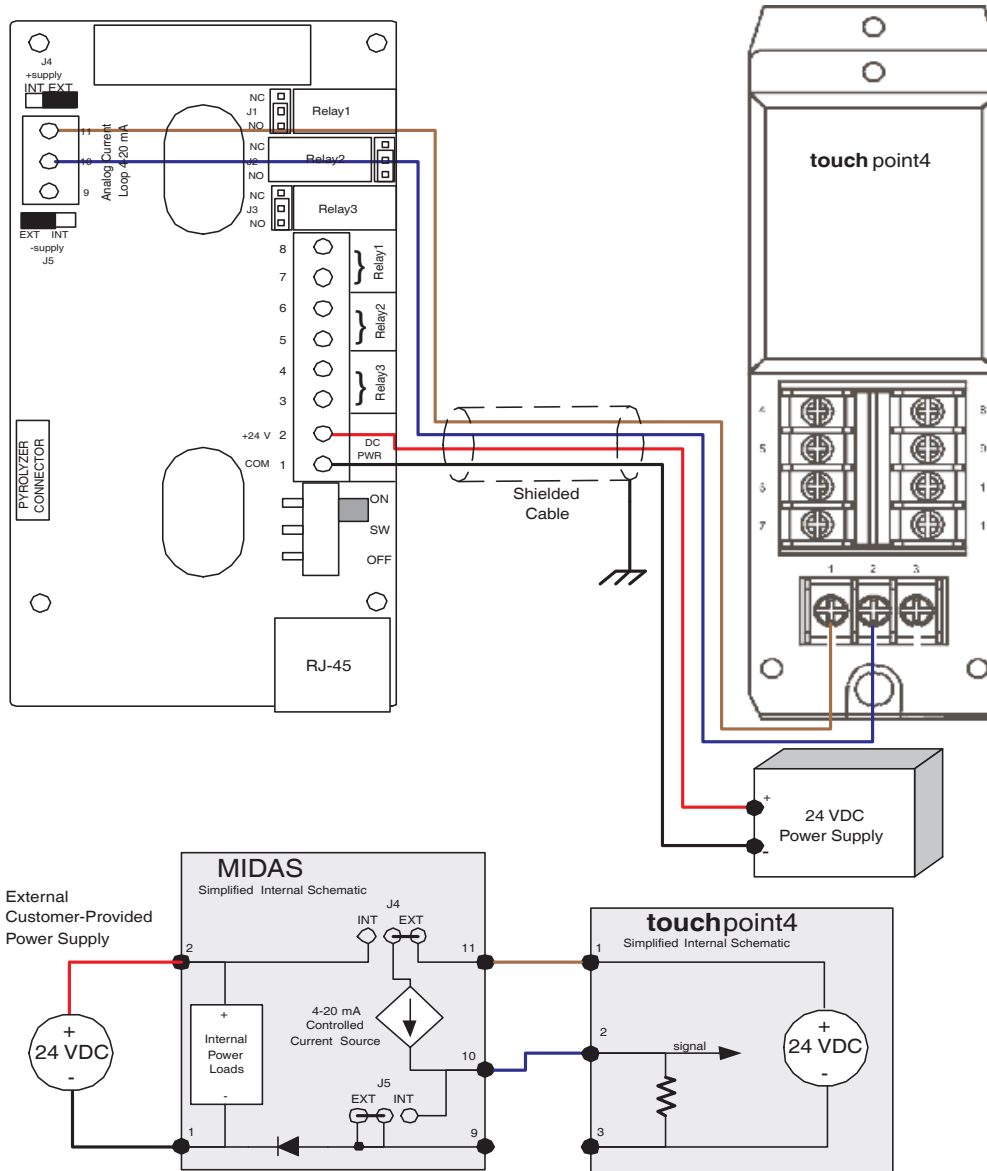 J4
+supply
INT EXT
11
10
9
Analog Current
Loop 4-20 mA
EXT INT
-supply
J5
NC
J1
NO
Relay1
NC
J2
NO
Relay2
NC
J3
NO
Relay3
8
7
6
5
4
3
+24 V 2
COM 1
Relay1
Relay2
Relay3
DC
PWR
ON
SW
OFF
PYROLYZER
CONNECTOR
RJ-45
Shielded
Cable
touch point4
4
5
6
7
8
9
1
1
1 2 3
+
-
24 VDC
Power Supply
External
Customer-Provided
Power Supply
+
24 VDC
-
MIDAS
Simplified Internal Schematic
2
1
+
Internal
Power
Loads
-
J4
INT EXT
11
4-20 mA
Controlled
Current Source
10
J5
EXT INT
9
touchpoint4
Simplified Internal Schematic
1
2
3
signal
+
24 VDC
-